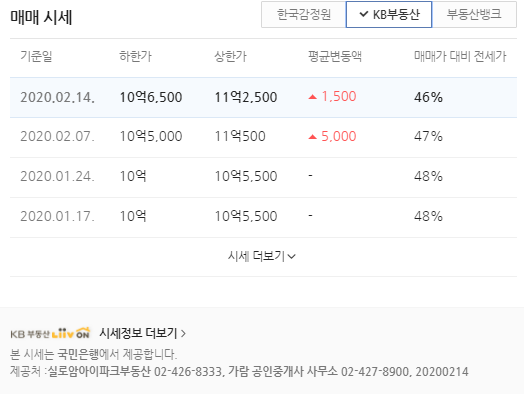 매매 시세 한국감정원 KB부동산 부동산뱅크
기준일 하한가 상한가 평균변동액 매매가 대비 전세가
2020.02.14. 10억6,500 11억2,500 ▲ 1,500 46%
2020.02.07. 10억5,000 11억500 ▲ 5,000 47%
2020.01.24. 10억 10억5,500 - 48%
2020.01.17. 10억 10억5,500 - 48%
시세 더보기
KB 부동산 Liiv ON 시세정보 더보기 >
본 시세는 국민은행에서 제공합니다.
제공처 :실로암아이파크부동산 02-426-8333, 가람 공인중개사 사무소 02-427-8900, 20200214